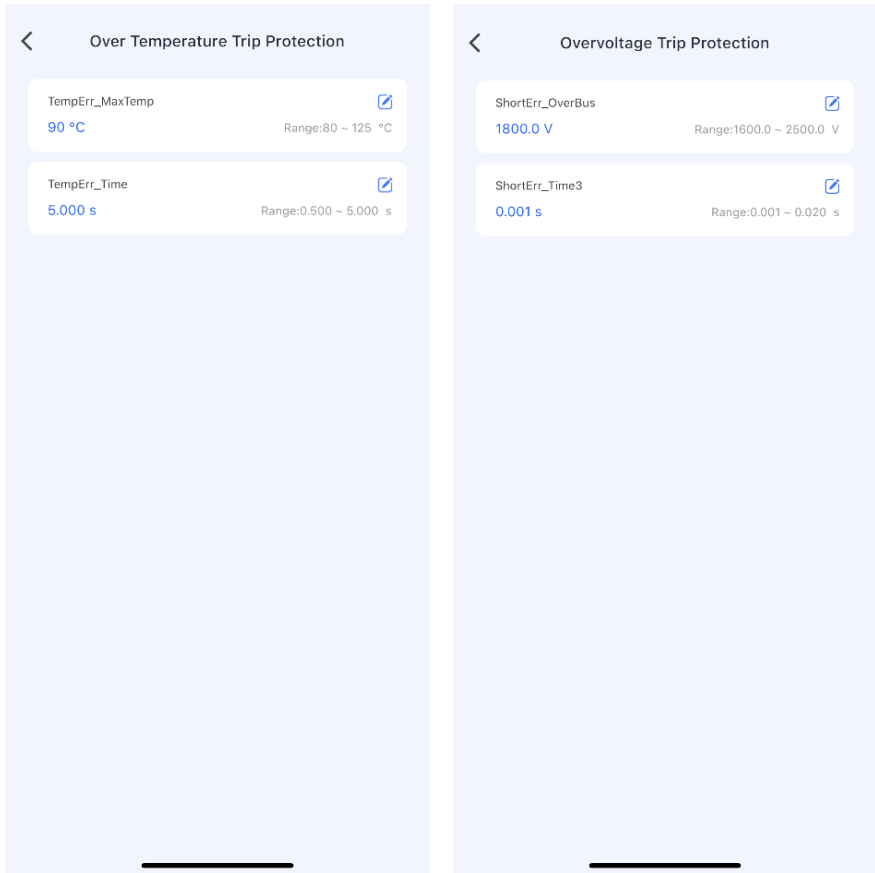 Over Temperature Trip Protection
TempErr_MaxTemp
90 °C
Range:80 ~ 125 °C
TempErr_Time
5.000 s
Range:0.500 ~ 5.000 s
Overvoltage Trip Protection
ShortErr_OverBus
1800.0 V
Range:1600.0 ~ 2500.0 V
ShortErr_Time3
0.001 s
Range:0.001 ~ 0.020 s